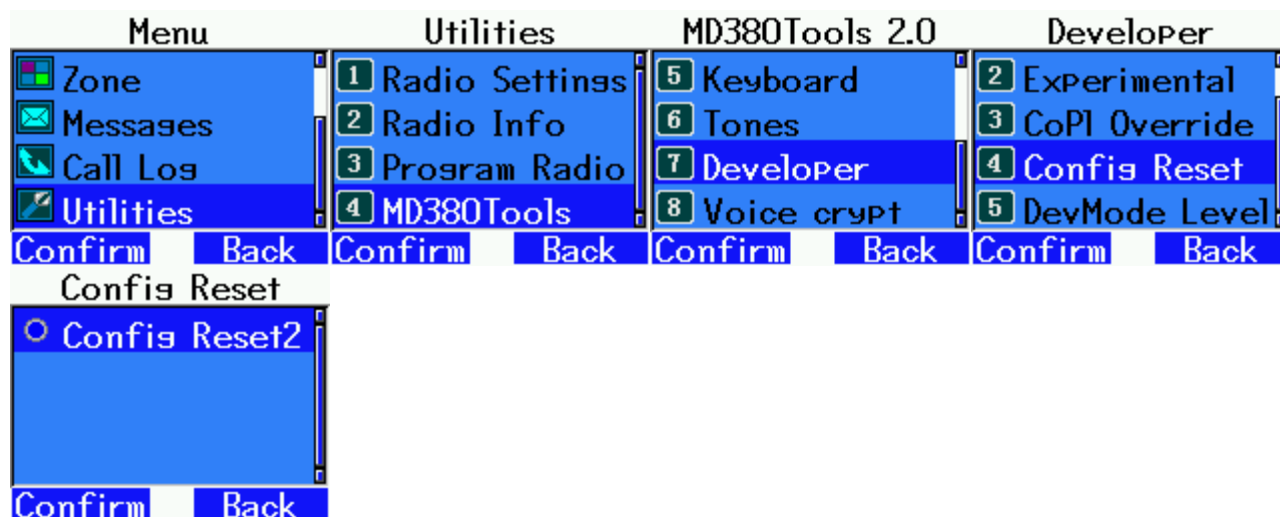 Menu
Zone
Messages
Call Log
Utilities
Confirm Back
Utilities
1 Radio Settings
2 Radio Info
3 Program Radio
4 MD380Tools
Confirm Back
MD380Tools 2.0
5 Keyboard
6 Tones
7 Developer
8 Voice crypt
Confirm Back
Developer
2 Experimental
3 CoPl Override
4 Config Reset
5 DevMode Level
Confirm Back
Config Reset
Config Reset2
Confirm Back